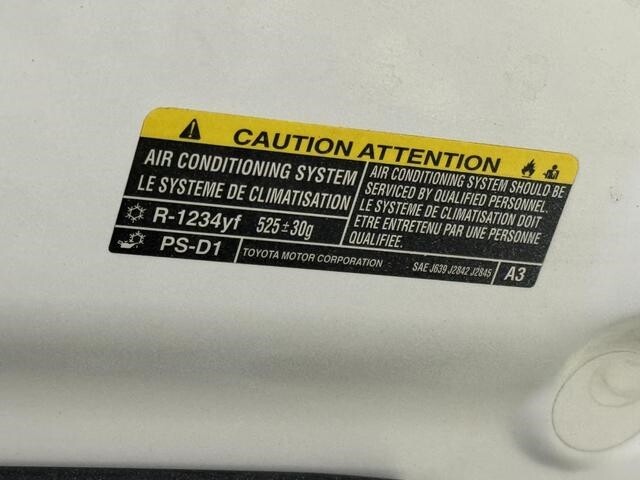 CAUTION ATTENTION
AIR CONDITIONING SYSTEM
LE SYSTEME DE CLIMATISATION
AIR CONDITIONING SYSTEM SHOULD BE
SERVICED BY QUALIFIED PERSONNEL.
LE SYSTEME DE CLIMATISATION DOIT
ETRE ENTRETENU PAR UNE PERSONNE
QUALIFIEE.
R-1234yf 525±30g
PS-D1 TOYOTA MOTOR CORPORATION SAE J639 J2842 J2845 A3